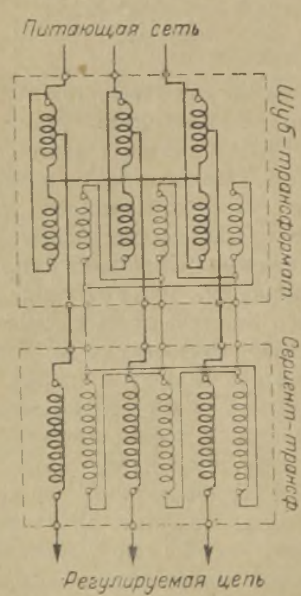 Питающая сеть
Шуб-трансформат.
Сериент-трансф.
Регулируемая цепь